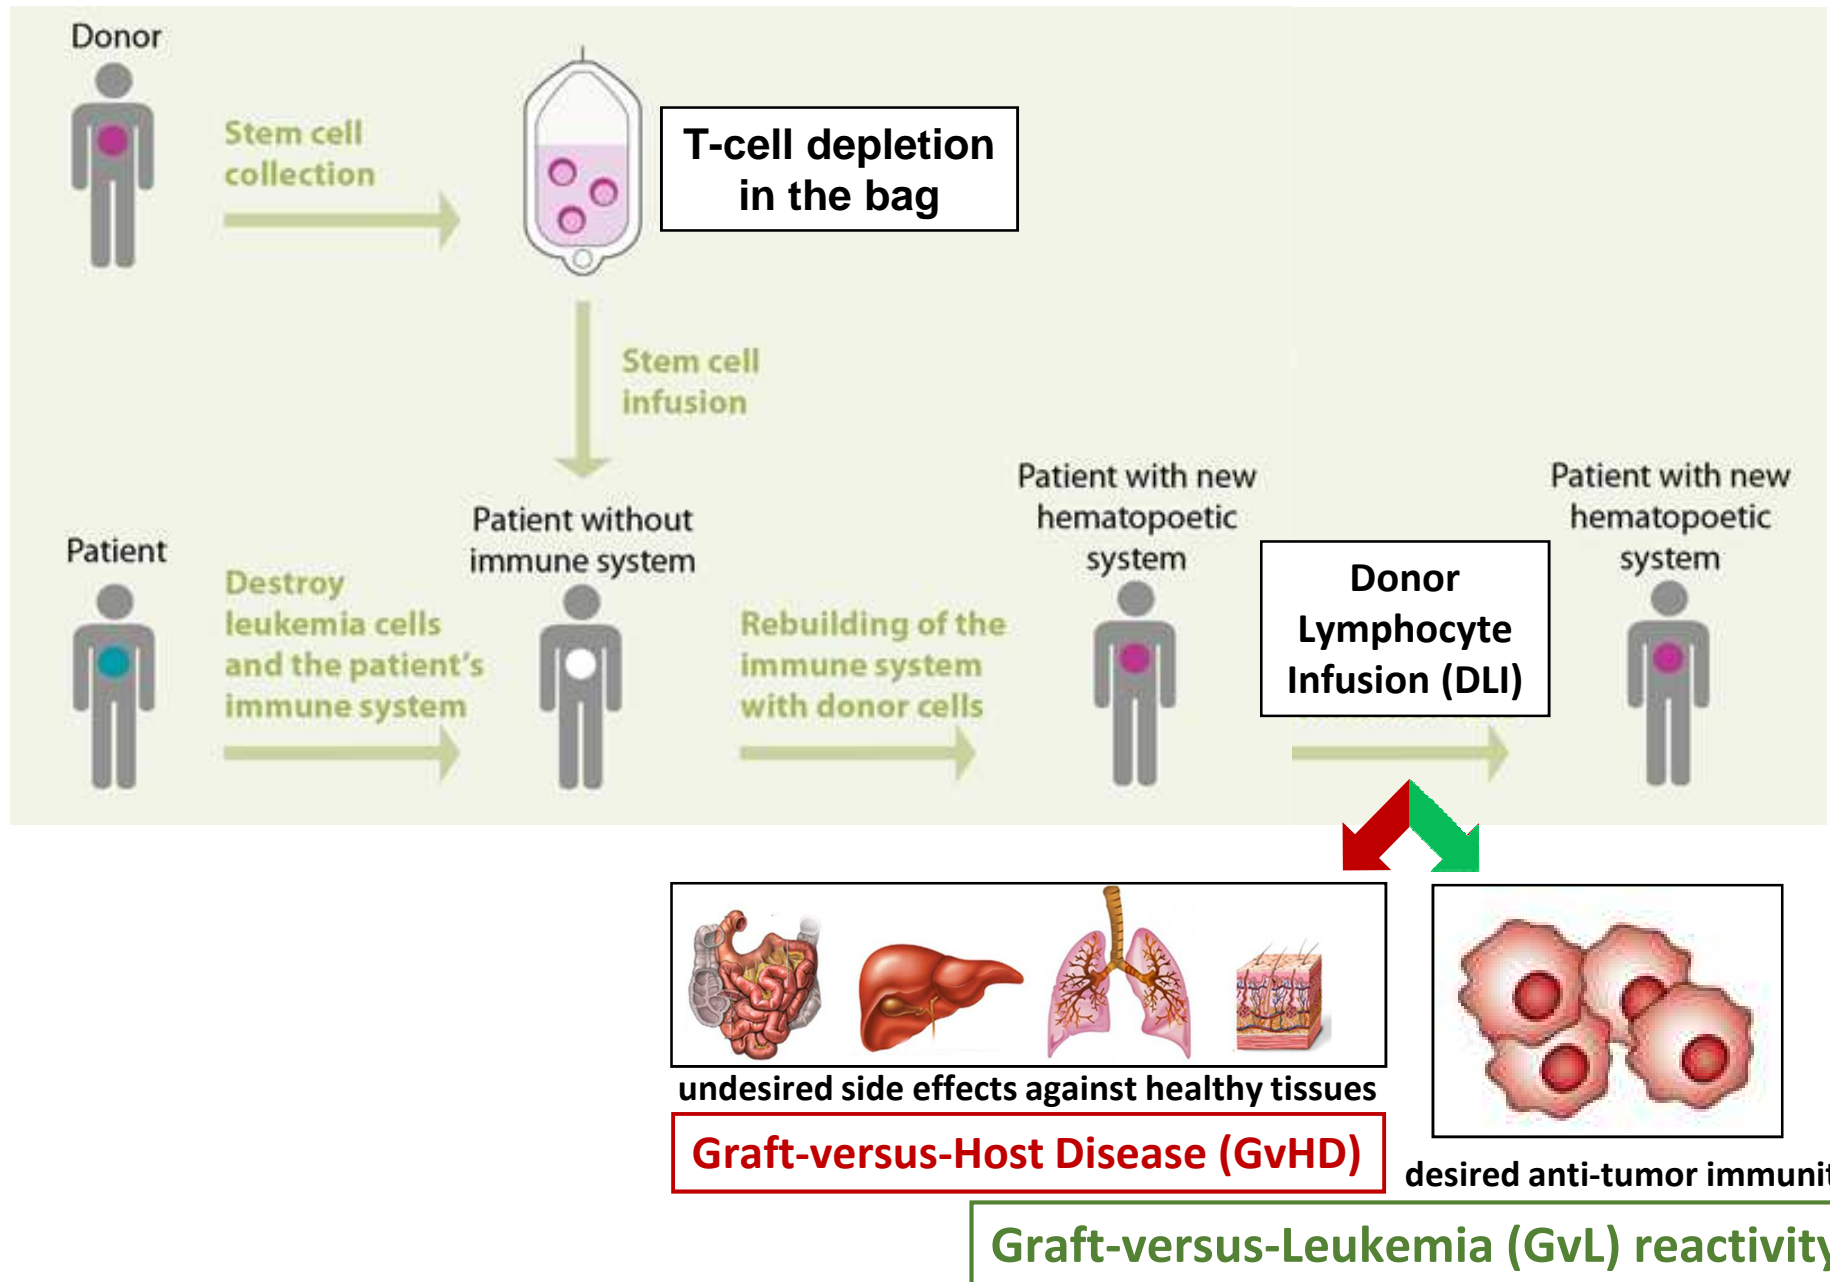 Donor
Stem cell
collection
T-cell depletion
in the bag
Stem cell
infusion
Patient
Destroy
leukemia cells
and the patient's
immune system
Patient without
immune system
Rebuilding of the
immune system
with donor cells
Patient with new
hematopoetic
system
Donor
Lymphocyte
Infusion (DLI)
Patient with new
hematopoetic
system
undesired side effects against healthy tissues
Graft-versus-Host Disease (GvHD)
desired anti-tumor immunit
Graft-versus-Leukemia (GvL) reactivity